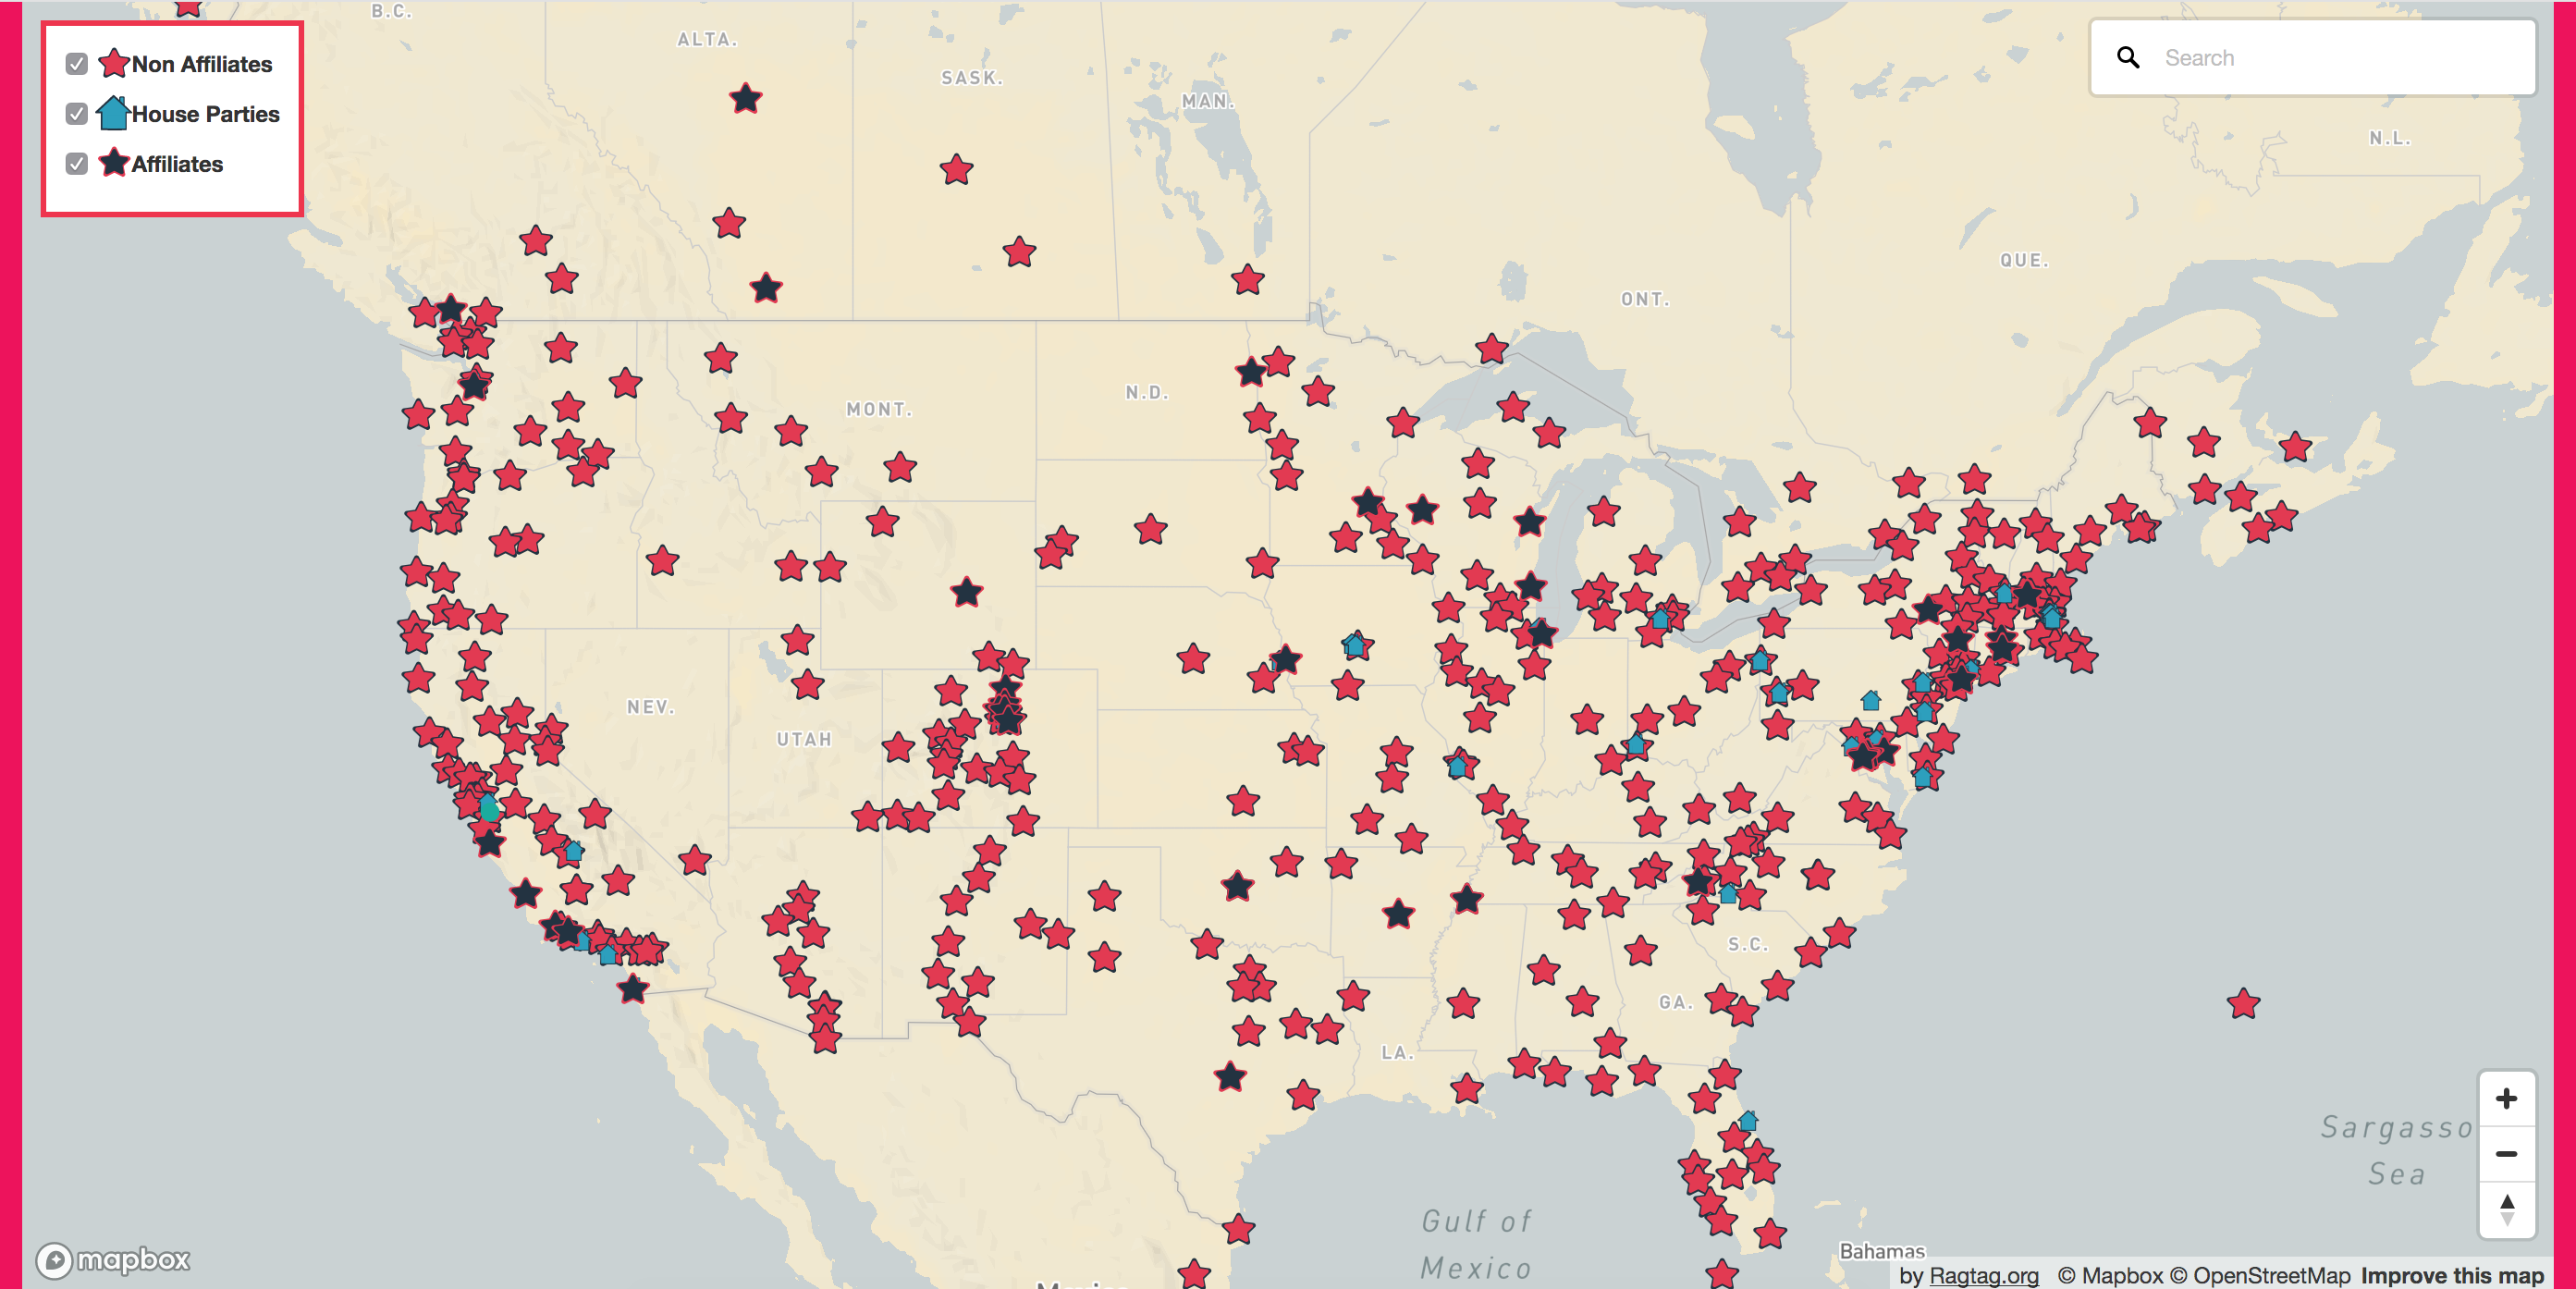 B.C.
ALTA.
SASK.
MAN.
N.L.
Non Affiliates
House Parties
Affiliates
Search
QUE.
ONT.
N.D.
MONT.
NEV.
UTAH
S.C.
GA.
LA.
Sargasso
Sea
Gulf of
Mexico
Bahamas
mapbox
by Ragtag.org © Mapbox © OpenStreetMap Improve this map